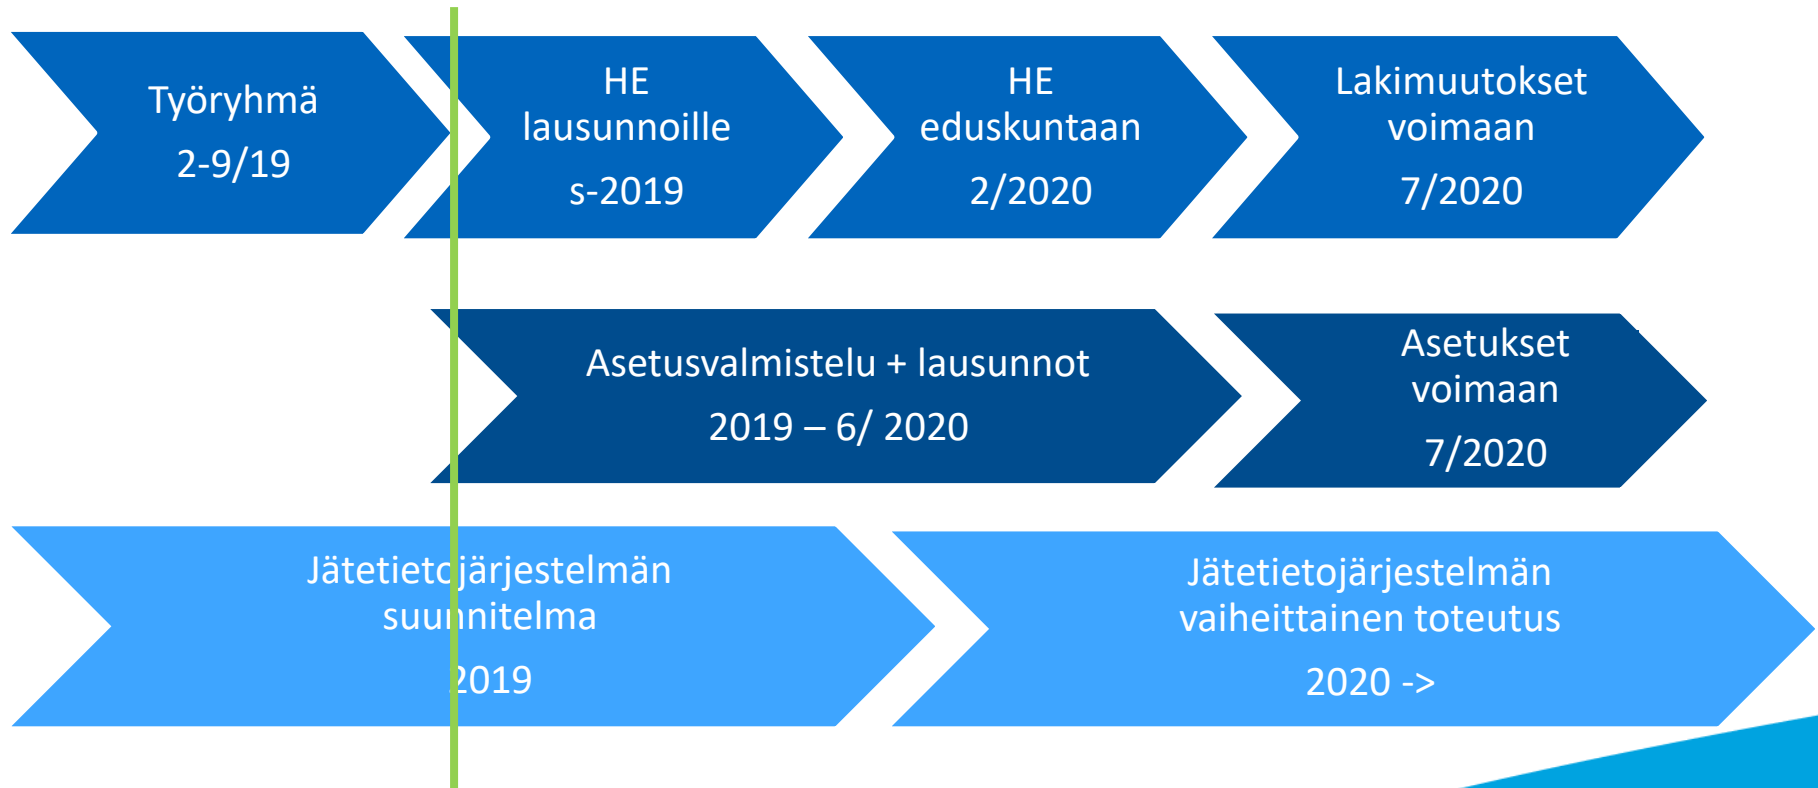 Työryhmä
2-9/19
HE
lausunnoille
s-2019
HE
eduskuntaan
2/2020
Lakimuutokset
voimaan
7/2020
Asetusvalmistelu + lausunnot
2019 – 6/ 2020
Asetukset
voimaan
7/2020
Jätetietojärjestelmän
suunnitelma
2019
Jätetietojärjestelmän
vaiheittainen toteutus
2020 ->